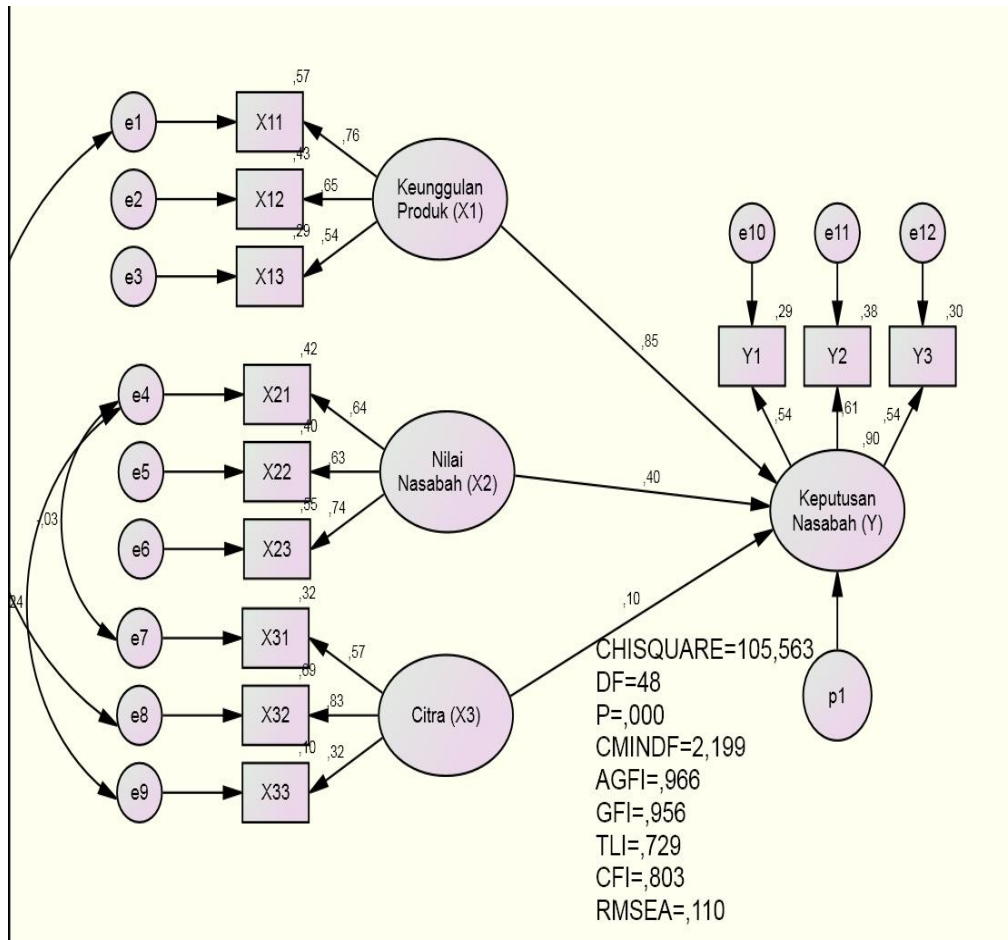 ,57
e1
X11
,76
,43
e2
X12
,65
Keunggulan
Produk (X1)
,29
,54
e3
X13
e10
e11
e12
,29
,38
,30
Y1
Y2
Y3
,85
,54
,61
,54
,90
,42
e4
X21
,64
,40
e5
X22
,63
Nilai
Nasabah (X2)
,40
Keputusan
Nasabah (Y)
,55
,74
-,03
e6
X23
,32
24
e7
X31
,57
,10
,69
e8
X32
,83
Citra (X3)
p1
,10
,32
e9
X33
CHISQUARE=105,563
DF=48
P=,000
CMINDF=2,199
AGFI=,966
GFI=,956
TLI=,729
CFI=,803
RMSEA=,110